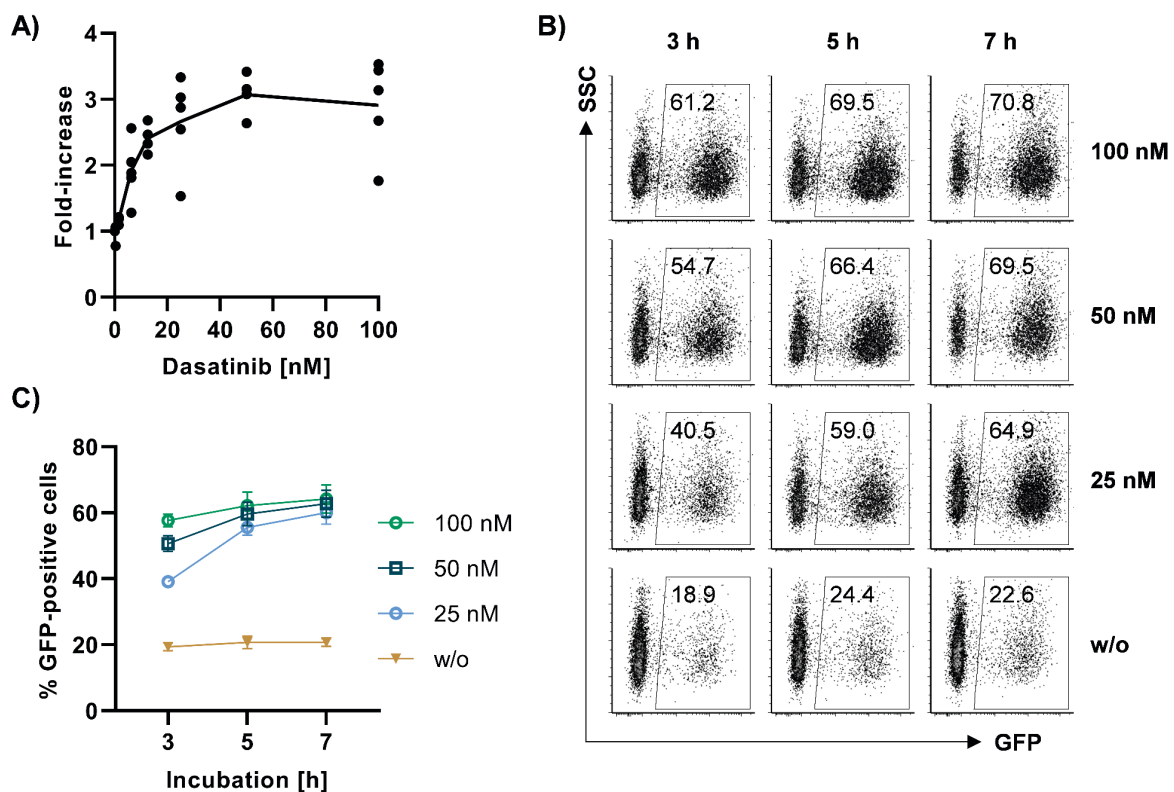 A)
Fold-increase
4
3
2
1
0
0 20 40 60 80 100
Dasatinib [nM]
B)
3 h 5 h 7 h
SSC
61.2 69.5 70.8 100 nM
54.7 66.4 69.5 50 nM
40.5 59.0 64.9 25 nM
18.9 24.4 22.6 w/o
GFP
C)
% GFP-positive cells
80
60
40
20
0
3 5 7
Incubation [h]
100 nM
50 nM
25 nM
w/o